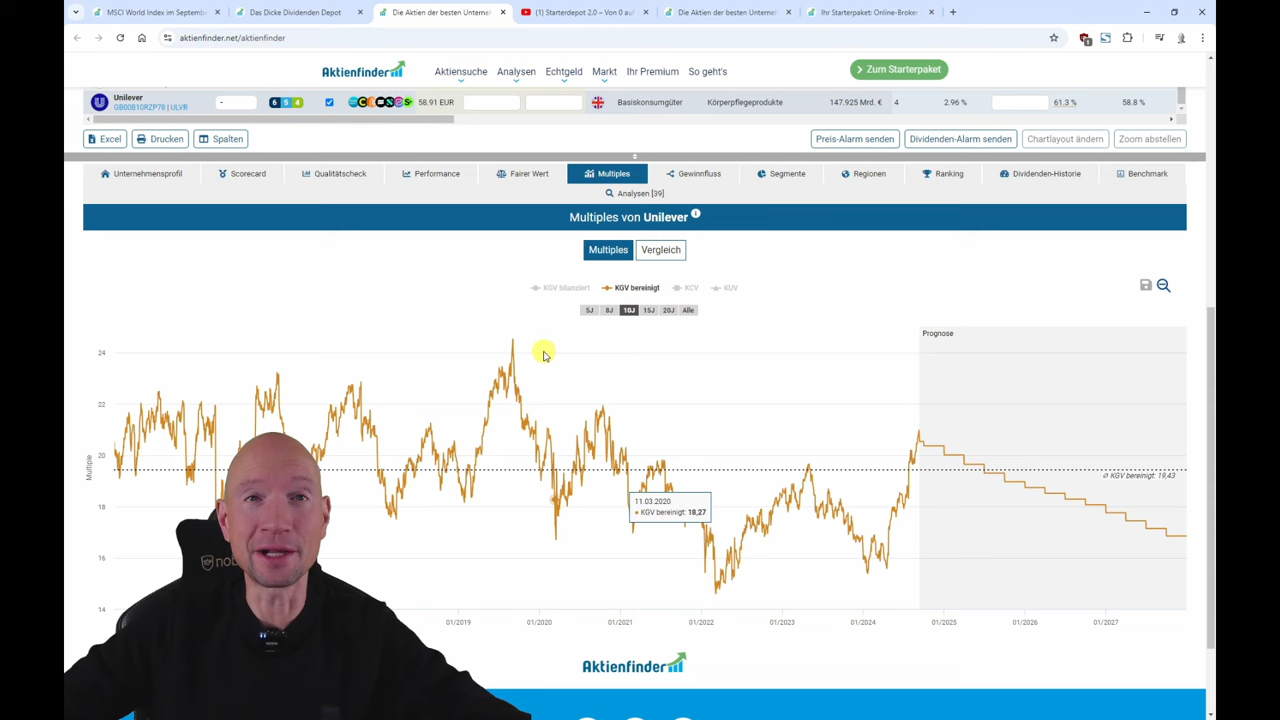 MSCI World Index im Septemb
Das Dicke Dividenden Depot
Die Aktien der besten Unterne
(1) Starterdepot 2.0 – Von 0 auf
Die Aktien der besten Unterne
Ihr Starterpaket: Online-Broker
aktienfinder.net/aktienfinder
Aktienfinder
Aktiensuche
Analysen
Echtgeld
Markt
Ihr Premium
So geht's
Zum Starterpaket
Unilever
GB00B10RZP78 | ULVR
-
6 5 4
58.91 EUR
Basiskonsumgüter
Körperpflegeprodukte
147.925 Mrd. €
4
2.96 %
61.3 %
58.8 %
Excel
Drucken
Spalten
Preis-Alarm senden
Dividenden-Alarm senden
Chartlayout ändern
Zoom abstellen
Unternehmensprofil
Scorecard
Qualitätscheck
Performance
Fairer Wert
Multiples
Gewinnfluss
Segmente
Regionen
Ranking
Dividenden-Historie
Benchmark
Analysen [39]
Multiples von Unilever
Multiples
Vergleich
KGV bilanziert
KGV bereinigt
KCV
KUV
5J
8J
10J
15J
20J
Alle
Prognose
24
22
20
18
16
14
Multiple
Ø KGV bereinigt: 19,43
11.03.2020
KGV bereinigt: 18,27
01/2019
01/2020
01/2021
01/2022
01/2023
01/2024
01/2025
01/2026
01/2027
nob
Aktienfinder